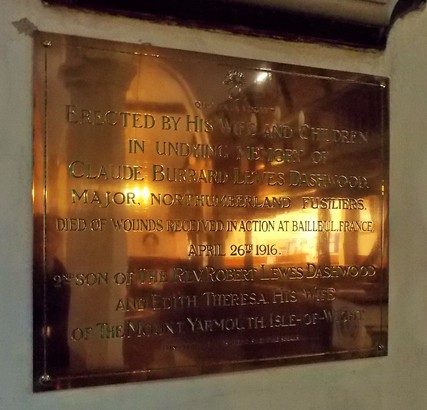 ERECTED BY HIS WIFE AND CHILDREN
IN UNDYING MEMORY OF
CLAUDE BURRARD LEWES DASHWOOD,
MAJOR, NORTHUMBERLAND FUSILIERS.
DIED OF WOUNDS RECEIVED IN ACTION AT BAILLEUL, FRANCE,
APRIL 26TH 1916.
2ND SON OF THE REV. ROBERT LEWES DASHWOOD
AND EDITH THERESA, HIS WIFE
OF THE MOUNT YARMOUTH. ISLE-OF-WIGHT